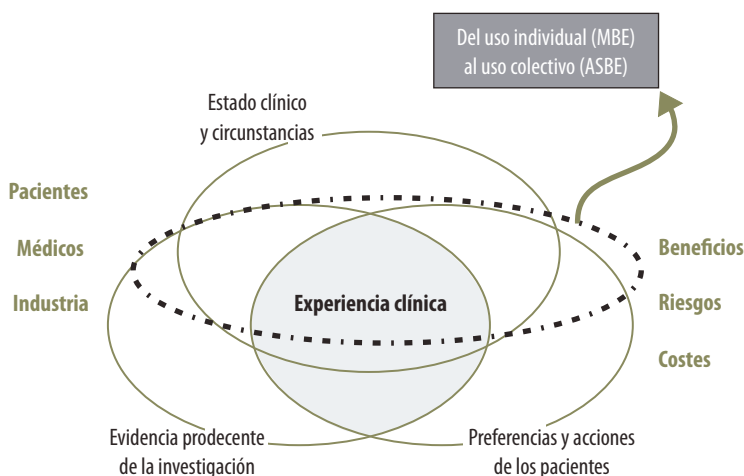 Del uso individual (MBE)
al uso colectivo (ASBE)
Estado clínico
y circunstancias
Pacientes
Médicos
Industria
Experiencia clínica
Beneficios
Riesgos
Costes
Evidencia prodecente
de la investigación
Preferencias y acciones
de los pacientes